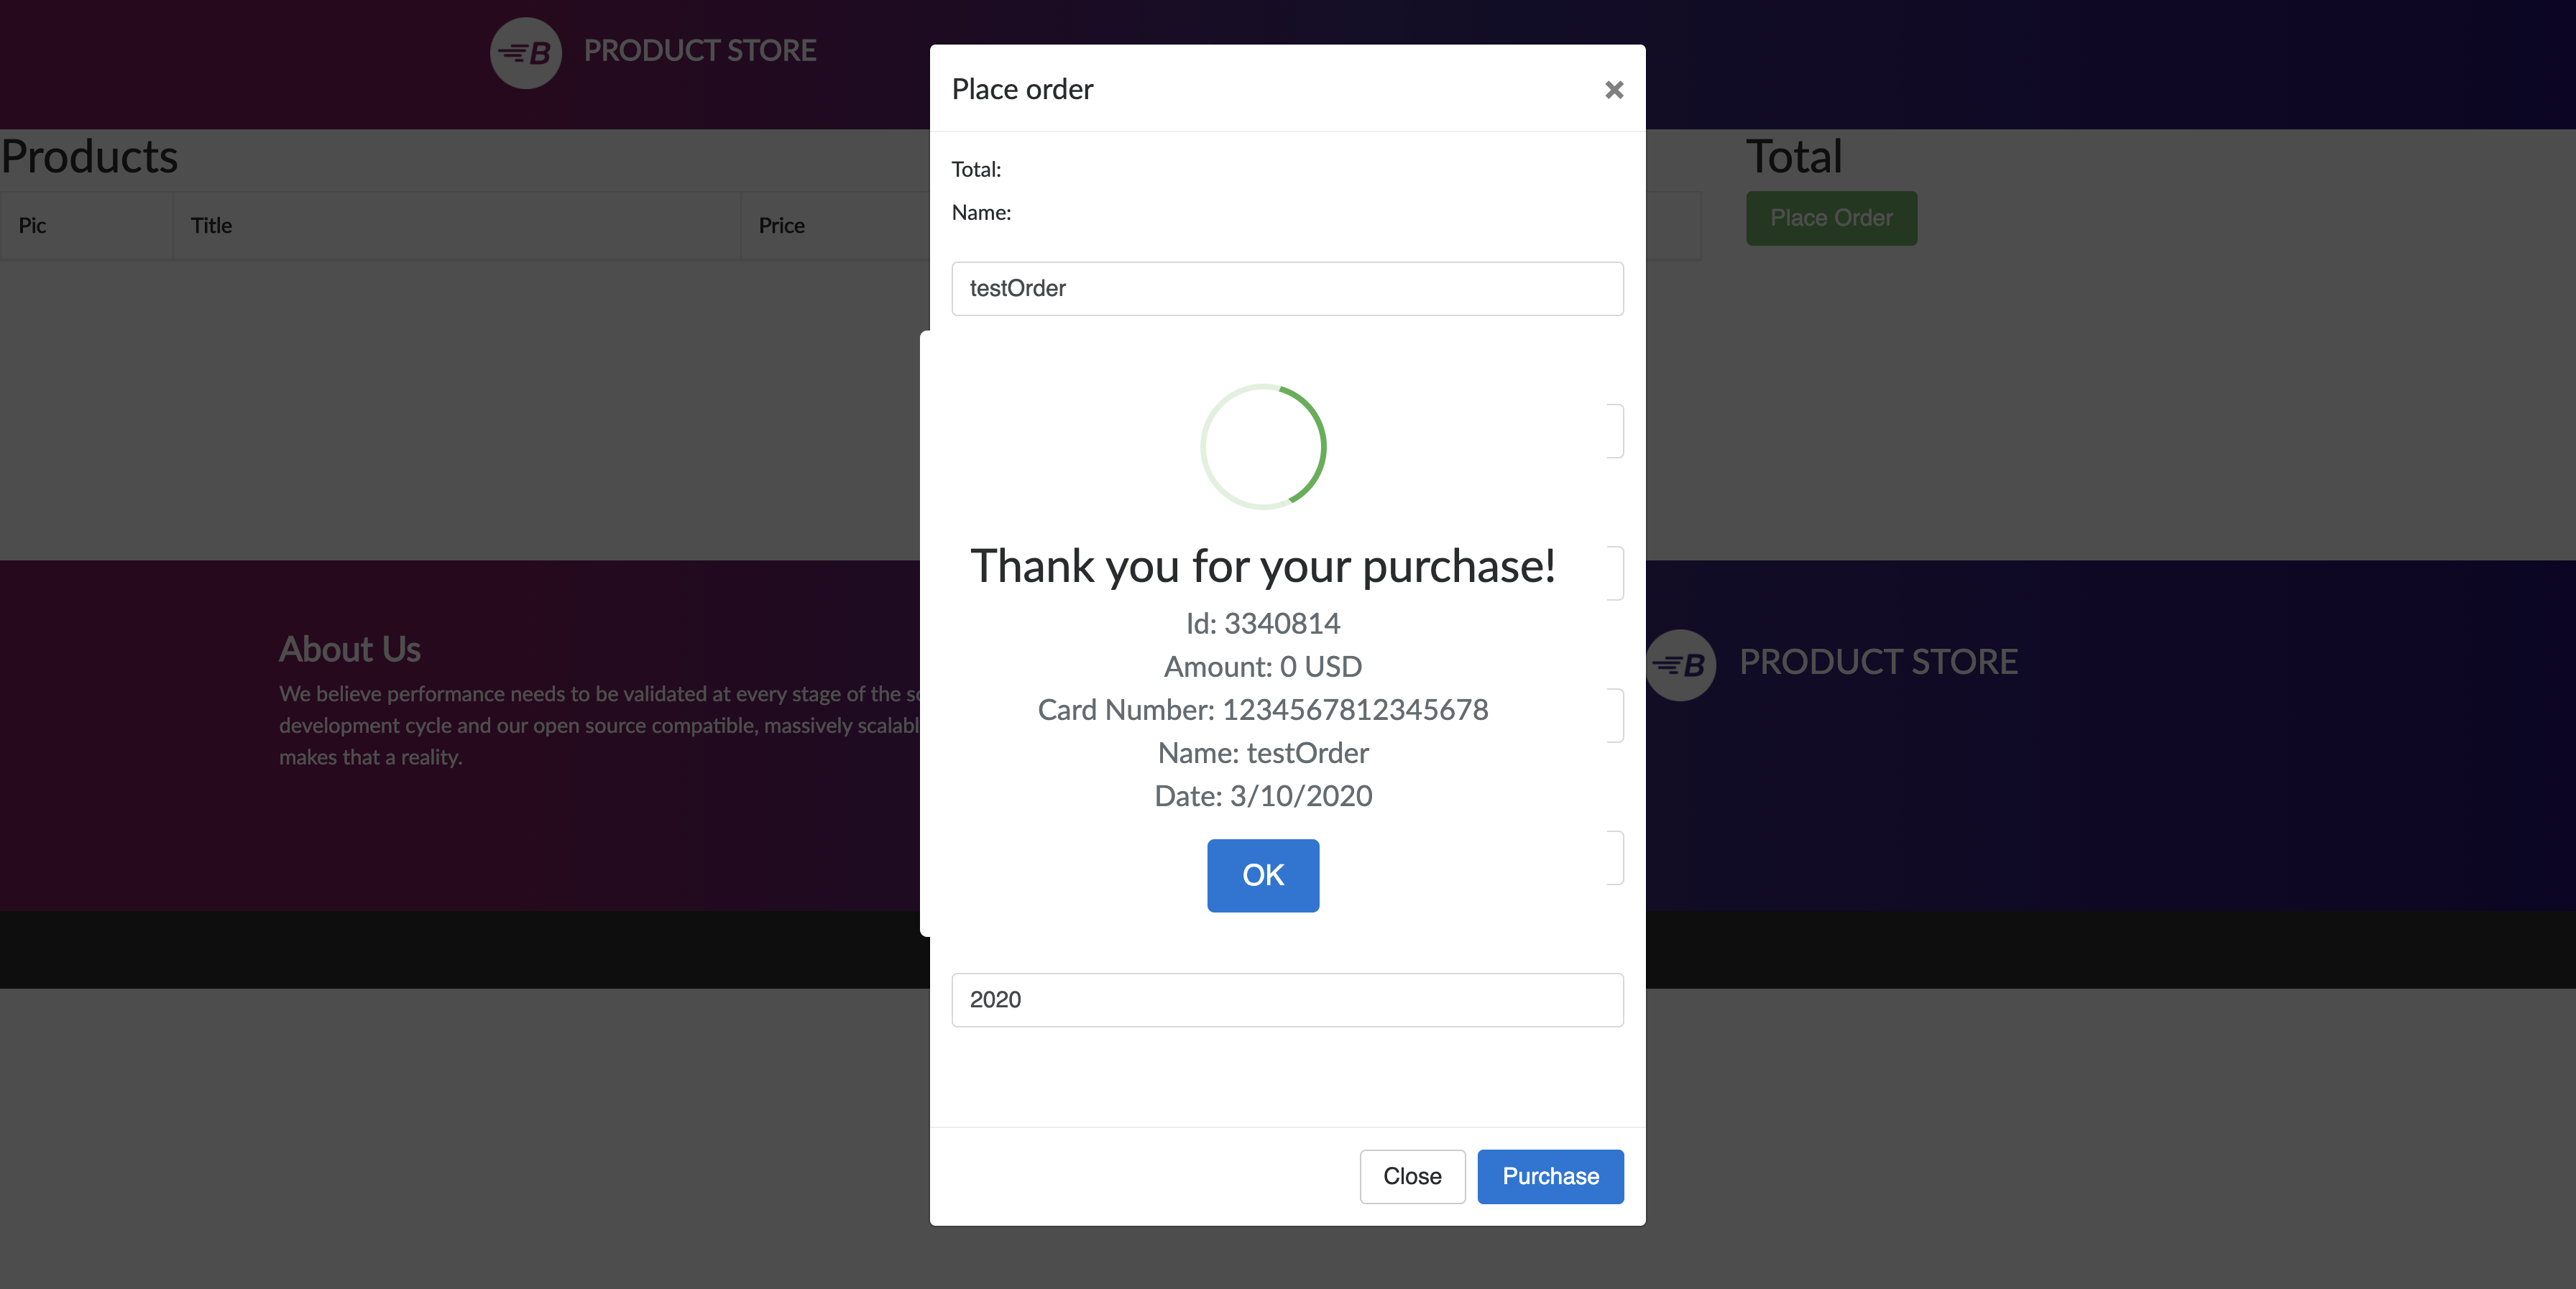 B PRODUCT STORE
Place order
×
Products
Total
Total:
Name:
Pic Title Price
Place Order
testOrder
Thank you for your purchase!
Id: 3340814
Amount: 0 USD
Card Number: 1234567812345678
Name: testOrder
Date: 3/10/2020
OK
About Us
We believe performance needs to be validated at every stage of the
development cycle and our open source compatible, massively
makes that a reality.
B PRODUCT STORE
2020
Close Purchase